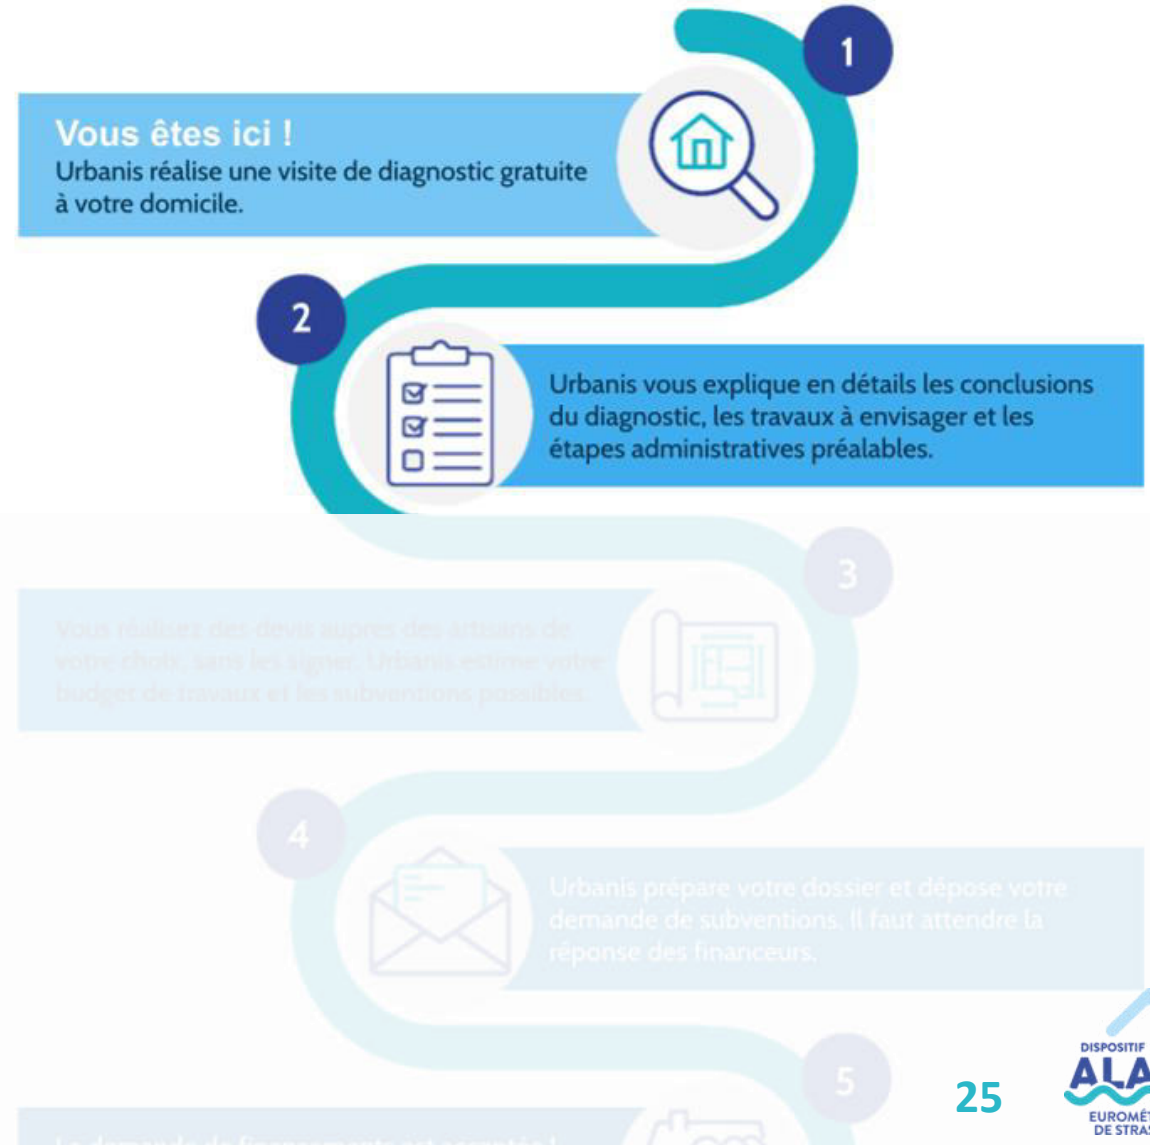 1
Vous êtes ici !
Urbanis réalise une visite de diagnostic gratuite
à votre domicile.
2
Urbanis vous explique en détails les conclusions
du diagnostic, les travaux à envisager et les
étapes administratives préalables.
3
Vous réalisez des devis auprès des artisans de
votre choix, sans les signer. Urbanis estime votre
budget de travaux et les subventions possibles.
4
Urbanis prépare votre dossier et dépose votre
demande de subventions. Il faut attendre la
réponse des financeurs.
5
25
DISPOSITIF
ALA
EUROMÉT
DE STRAS